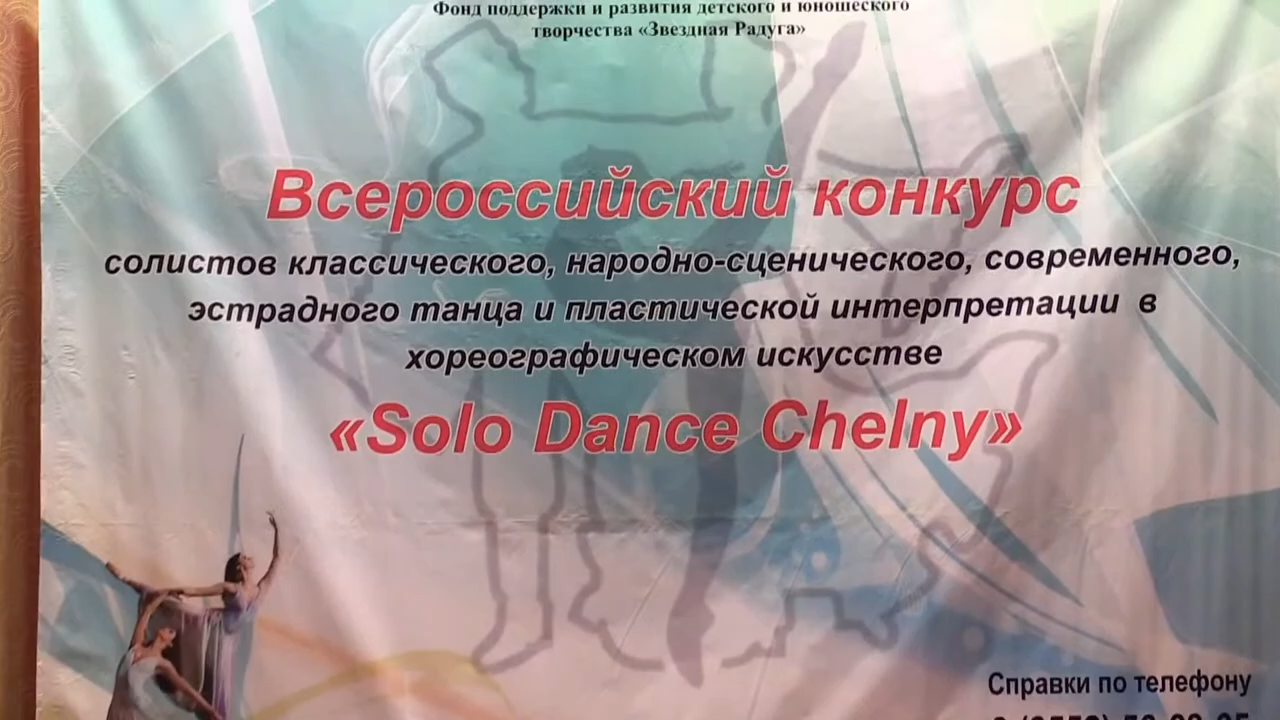 Фонд поддержки и развития детского и юношеского
творчества «Звездная Радуга»
Всероссийский конкурс
солистов классического, народно-сценического, современного,
эстрадного танца и пластической интерпретации в
хореографическом искусстве
«Solo Dance Chelny»
Справки по телефону